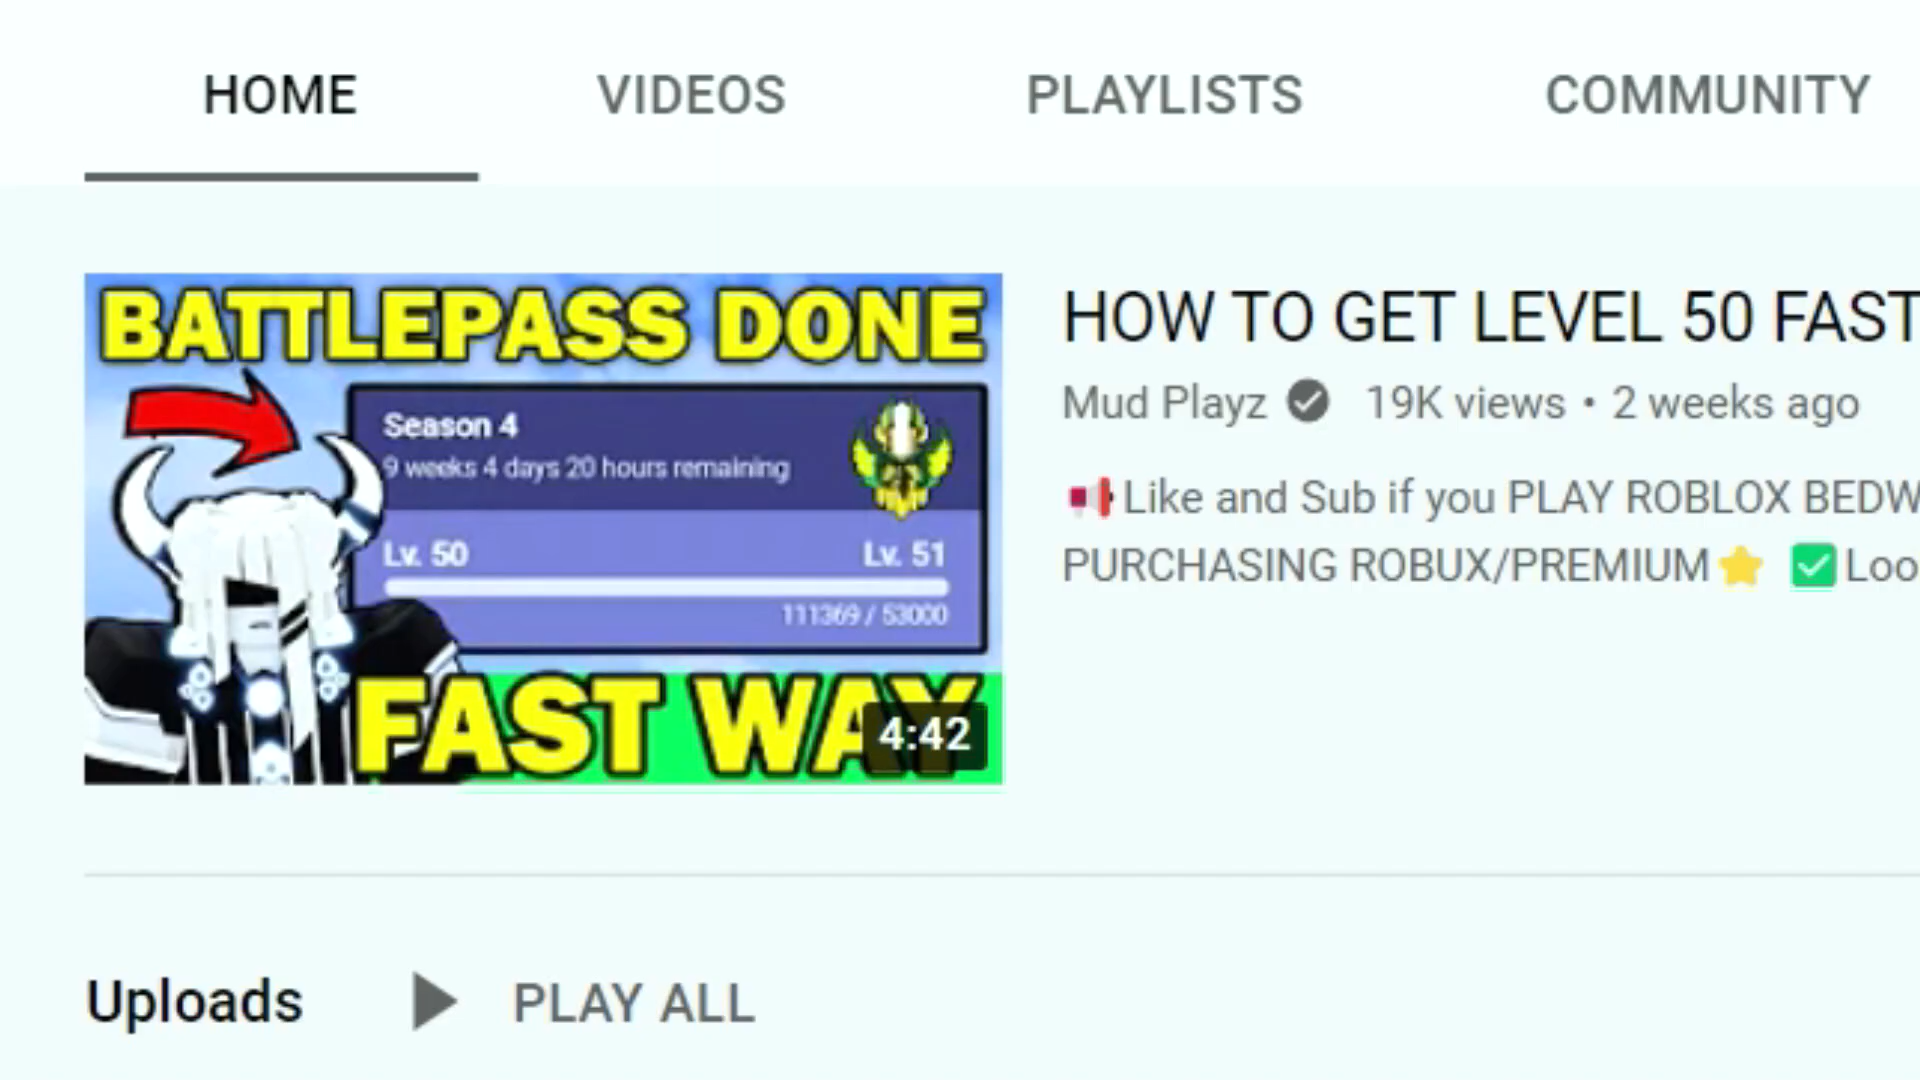 HOME VIDEOS PLAYLISTS COMMUNITY
BATTLEPASS DONE
Season 4
9 weeks 4 days 20 hours remaining
Lv. 50 Lv. 51
111369 / 53000
FAST WAY
4:42
HOW TO GET LEVEL 50 FAST
Mud Playz 19K views • 2 weeks ago
Like and Sub if you PLAY ROBLOX BEDW
PURCHASING ROBUX/PREMIUM⭐ ✅Loo
Uploads PLAY ALL